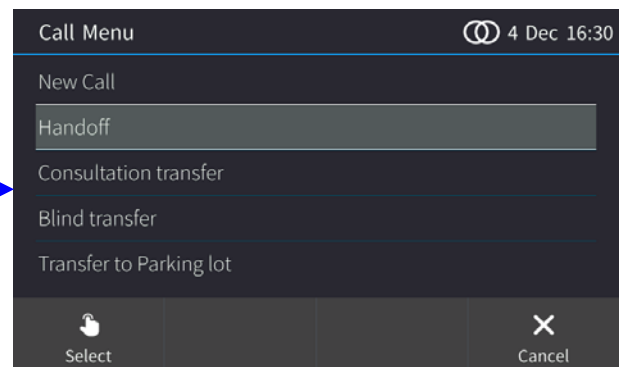 Call Menu 4 Dec 16:30
New Call
Handoff
Consultation transfer
Blind transfer
Transfer to Parking lot
Select Cancel